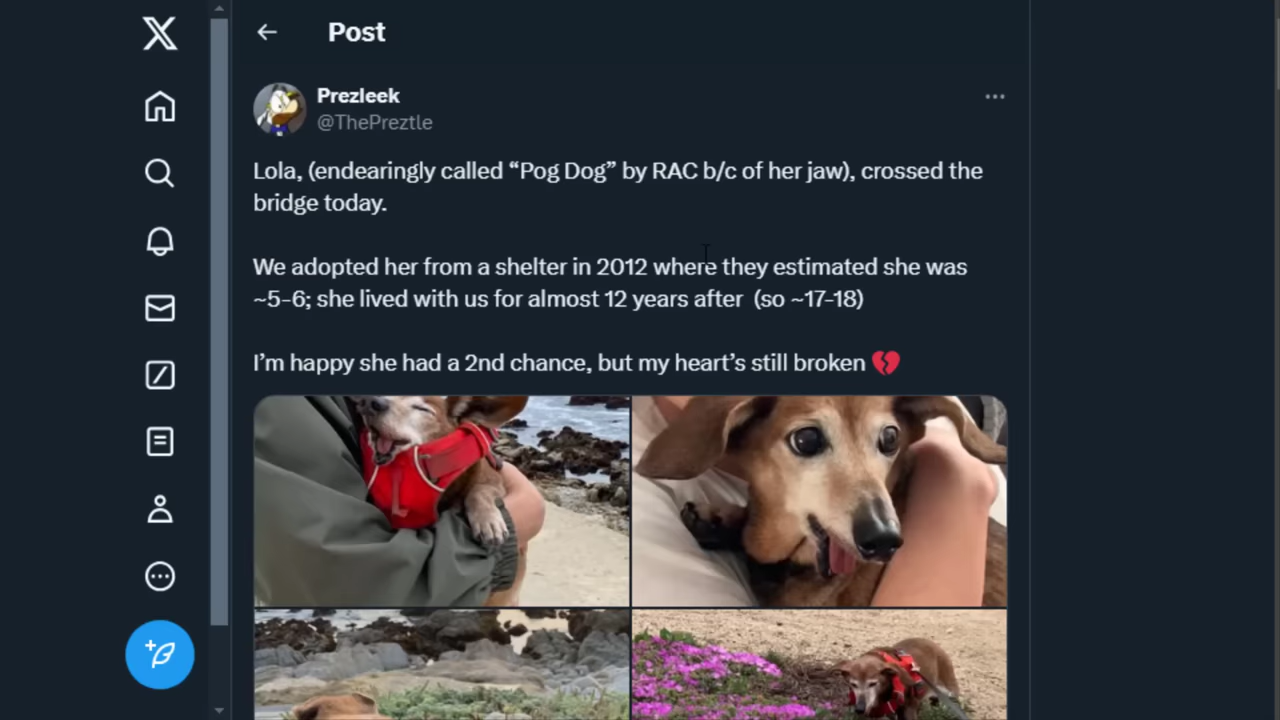 Post
Prezleek
@ThePreztle
Lola, (endearingly called “Pog Dog” by RAC b/c of her jaw), crossed the
bridge today.
We adopted her from a shelter in 2012 where they estimated she was
~5-6; she lived with us for almost 12 years after  (so ~17-18)
I’m happy she had a 2nd chance, but my heart’s still broken 💔